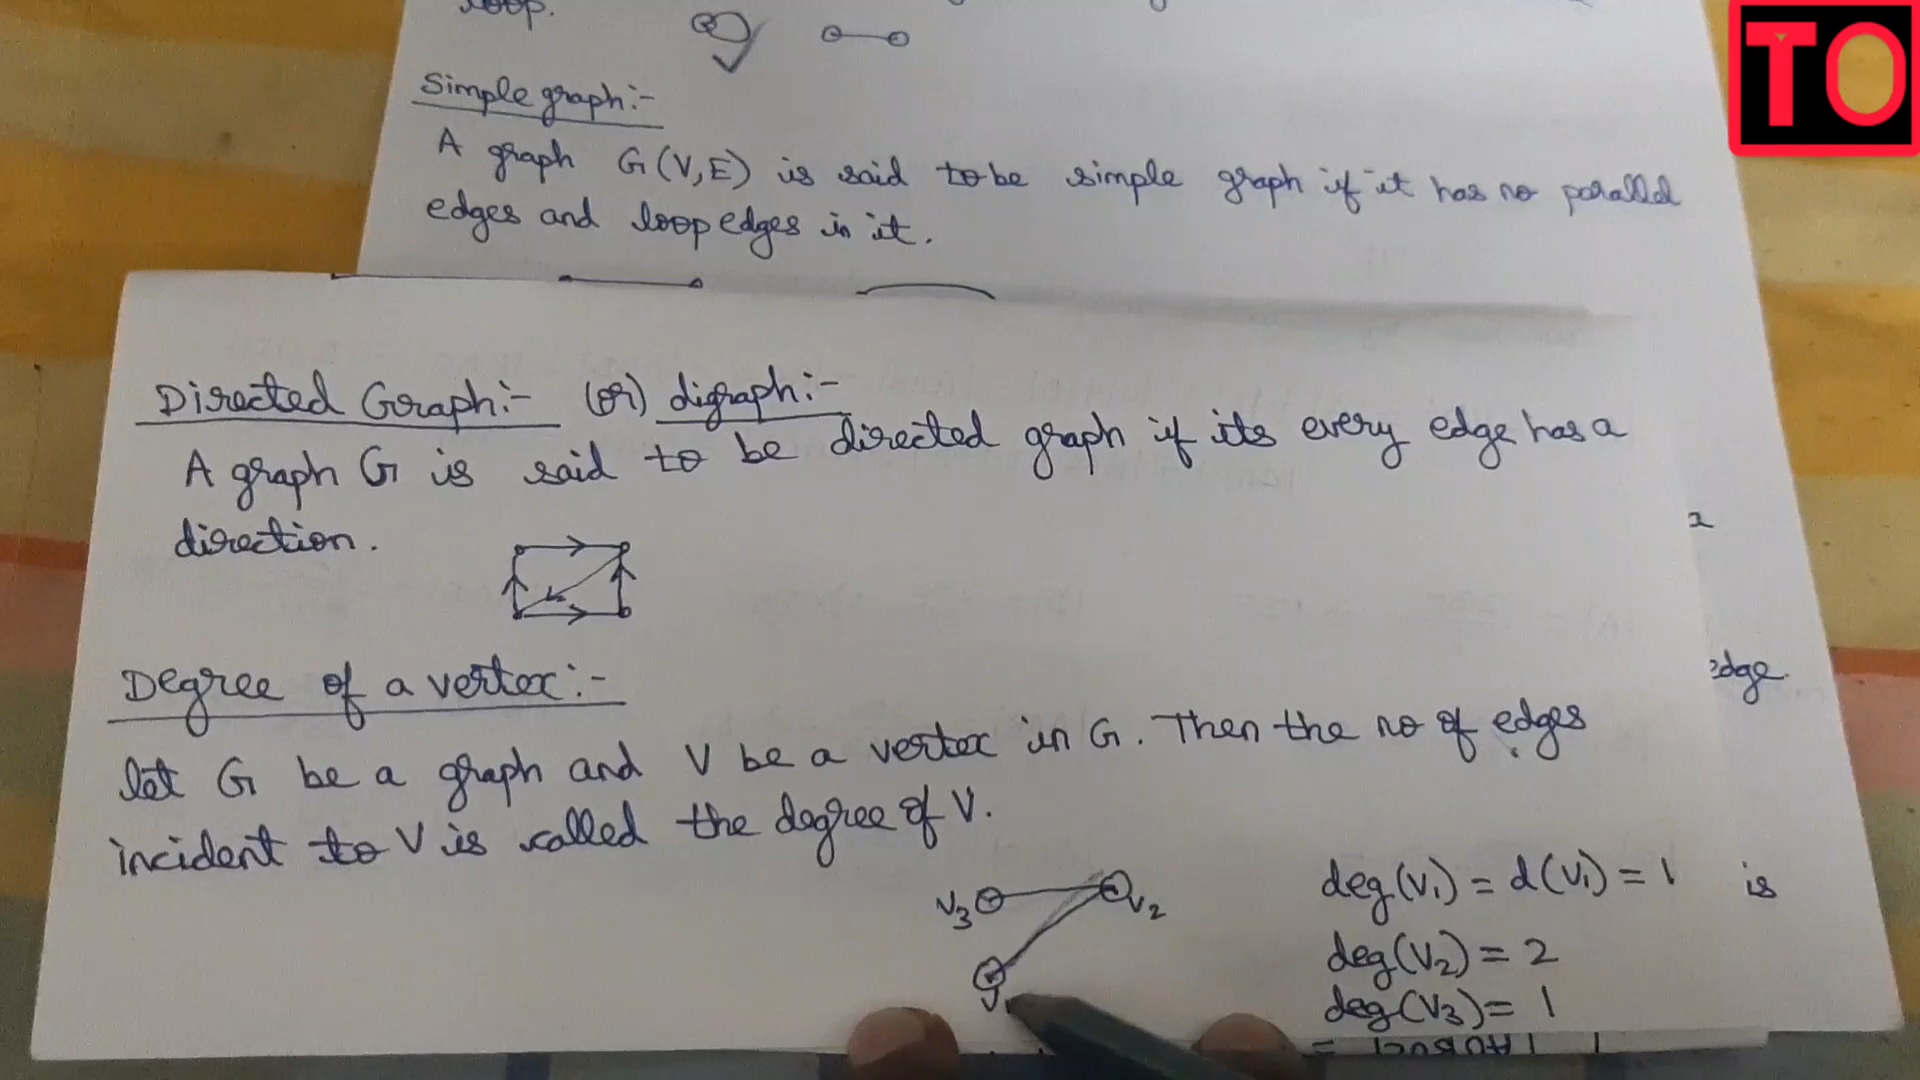 loop.
Simple graph:-
A graph G(V,E) is said to be simple graph if it has no parallel
edges and loop edges in it.
Directed Graph:- (or) digraph:-
A graph G is said to be directed graph if its every edge has a
direction.
Degree of a vertex:-
let G be a graph and V be a vertex in G. Then the no of edges
incident to V is called the degree of V.
V3 V2
deg(V1) = d(V1) = 1
deg(V2) = 2
deg(V3) = 1
edge.
is
TO